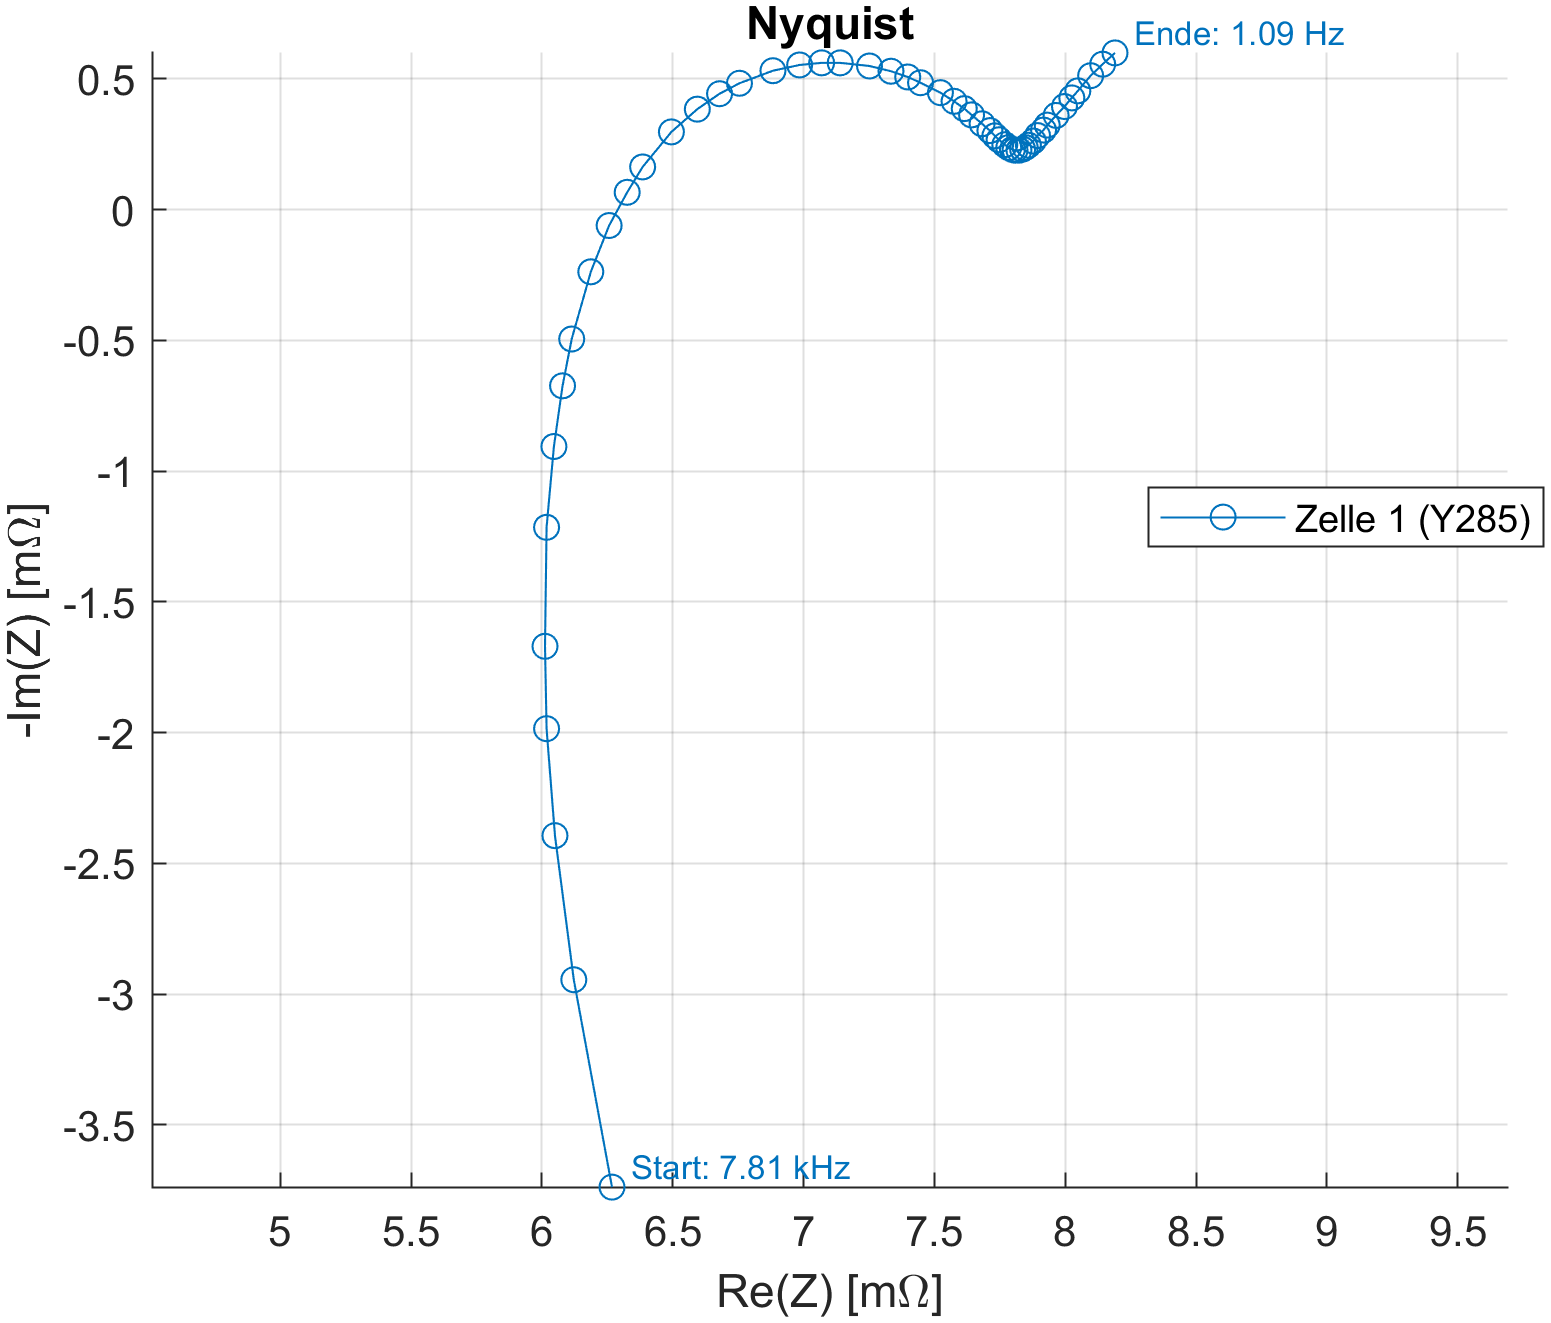 Nyquist
Ende: 1.09 Hz
0.5
0
-0.5
-1
-1.5
-2
-2.5
-3
-3.5
-Im(Z) [mΩ]
Zelle 1 (Y285)
Start: 7.81 kHz
5 5.5 6 6.5 7 7.5 8 8.5 9 9.5
Re(Z) [mΩ]